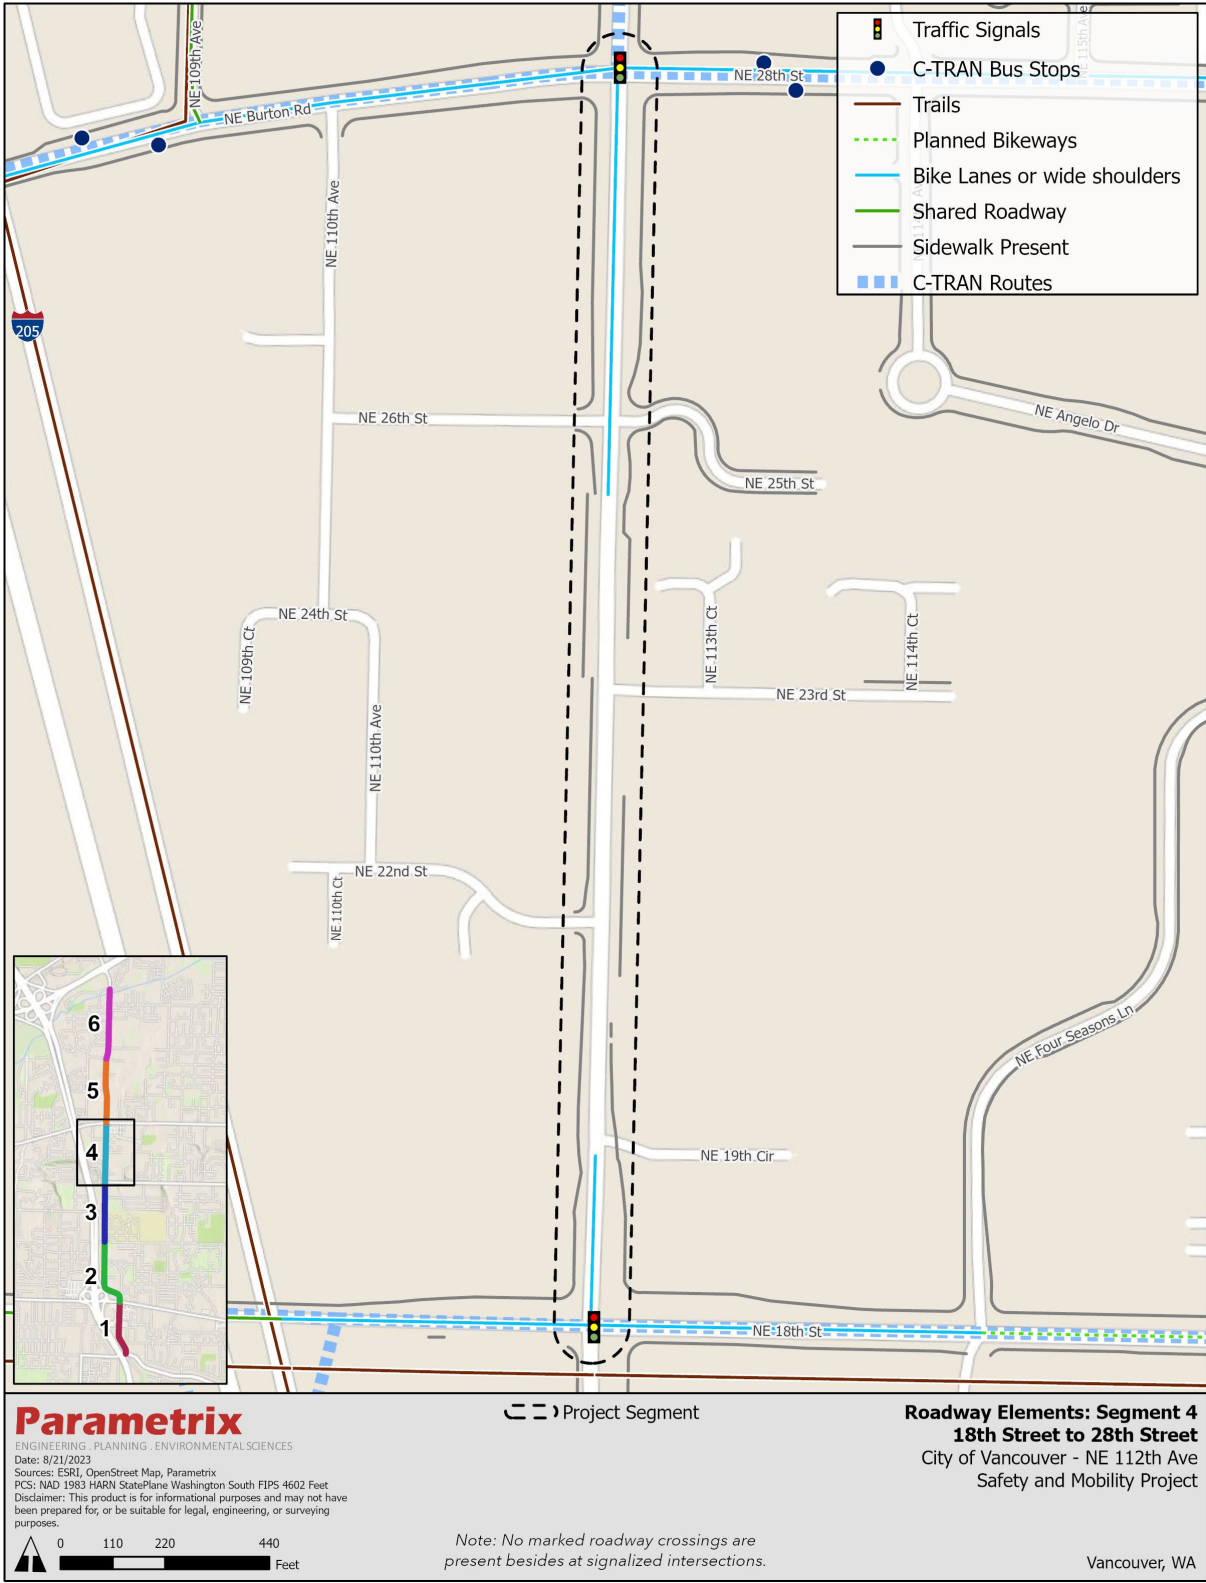 Traffic Signals
C-TRAN Bus Stops
Trails
Planned Bikeways
Bike Lanes or wide shoulders
Shared Roadway
Sidewalk Present
C-TRAN Routes
NE 109th Ave
NE 115th Ave
NE 28th St
NE Burton Rd
NE 110th Ave
205
NE 26th St
NE Angelo Dr
NE 25th St
NE 24th St
NE 109th Ct
NE 113th Ct
NE 114th Ct
NE 23rd St
NE 110th Ave
NE 22nd St
NE 110th Ct
NE Four Seasons Ln
NE 19th Cir
NE 18th St
6
5
4
3
2
1
Parametrix
ENGINEERING . PLANNING . ENVIRONMENTAL SCIENCES
Date: 8/21/2023
Sources: ESRI, OpenStreet Map, Parametrix
PCS: NAD 1983 HARN StatePlane Washington South FIPS 4602 Feet
Disclaimer: This product is for informational purposes and may not have
been prepared for, or be suitable for legal, engineering, or surveying
purposes.
0 110 220 440
Feet
Project Segment
Note: No marked roadway crossings are
present besides at signalized intersections.
Roadway Elements: Segment 4
18th Street to 28th Street
City of Vancouver - NE 112th Ave
Safety and Mobility Project
Vancouver, WA